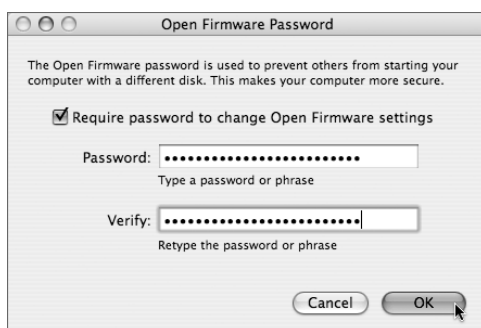 Open Firmware Password
The Open Firmware password is used to prevent others from starting your
computer with a different disk. This makes your computer more secure.
Require password to change Open Firmware settings
Password: ••••••••••••••••••••••••••
Type a password or phrase
Verify: ••••••••••••••••••••••••••
Retype the password or phrase
Cancel OK